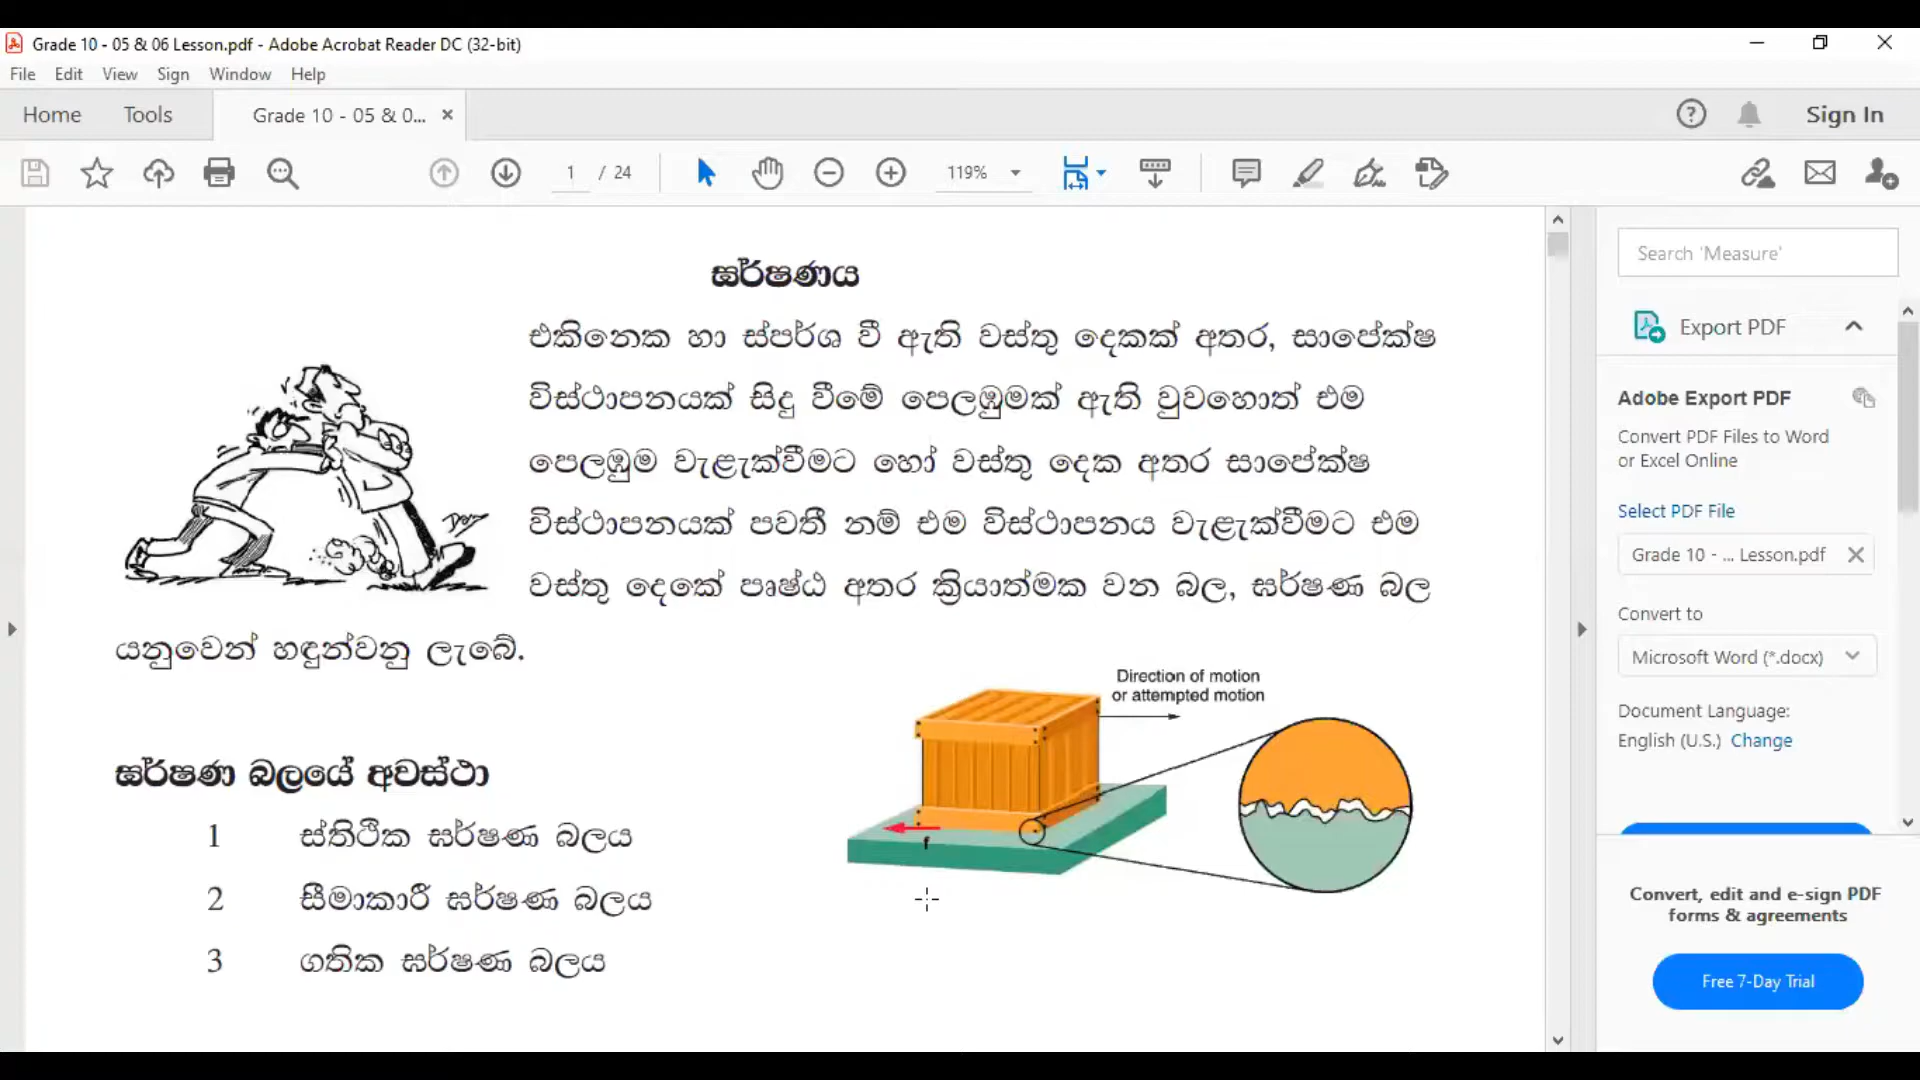 Grade 10 - 05 & 06 Lesson.pdf - Adobe Acrobat Reader DC (32-bit)
File Edit View Sign Window Help
Home Tools Grade 10 - 05 & 0... × Sign In
1 / 24 119%
ඝර්ෂණය
එකිනෙක හා ස්පර්ශ වී ඇති වස්තු දෙකක් අතර, සාපේක්ෂ
විස්ථාපනයක් සිදු වීමේ පෙලඹුමක් ඇති වුවහොත් එම
පෙලඹුම වැළැක්වීමට හෝ වස්තු දෙක අතර සාපේක්ෂ
විස්ථාපනයක් පවතී නම් එම විස්ථාපනය වැළැක්වීමට එම
වස්තු දෙකේ පෘෂ්ඨ අතර ක්‍රියාත්මක වන බල, ඝර්ෂණ බල
යනුවෙන් හඳුන්වනු ලැබේ.
Direction of motion
or attempted motion
f
ඝර්ෂණ බලයේ අවස්ථා
1 ස්තිථික ඝර්ෂණ බලය
2 සීමාකාරී ඝර්ෂණ බලය
3 ගතික ඝර්ෂණ බලය
Search 'Measure'
Export PDF
Adobe Export PDF
Convert PDF Files to Word
or Excel Online
Select PDF File
Grade 10 - ... Lesson.pdf
Convert to
Microsoft Word (*.docx)
Document Language:
English (U.S.) Change
Convert, edit and e-sign PDF
forms & agreements
Free 7-Day Trial